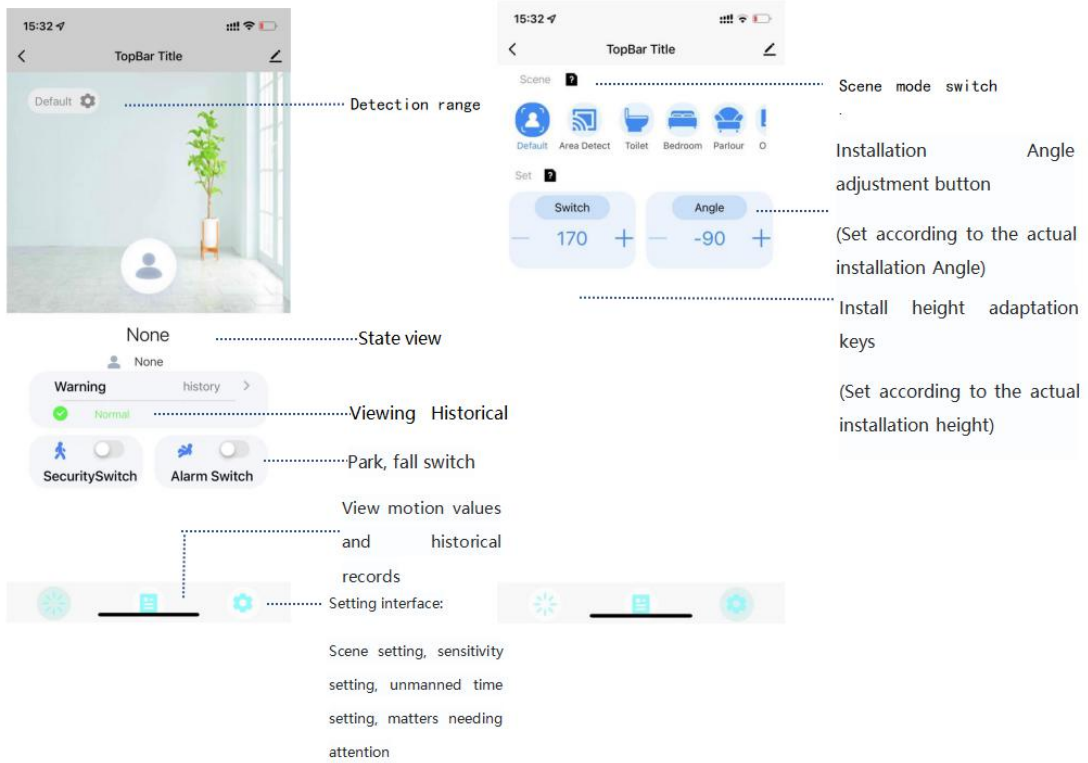 15:32
TopBar Title
Default
Detection range
None
State view
None
Warning
history
Normal
Viewing Historical
SecuritySwitch
Alarm Switch
Park, fall switch
View motion values
and historical
records
Setting interface:
Scene setting, sensitivity
setting, unmanned time
setting, matters needing
attention
15:32
TopBar Title
Scene ?
Scene mode switch
.
Default Area Detect Toilet Bedroom Parlour O
Set ?
Switch
170
Angle
-90
Installation Angle
adjustment button
(Set according to the actual
installation Angle)
Install height adaptation
keys
(Set according to the actual
installation height)